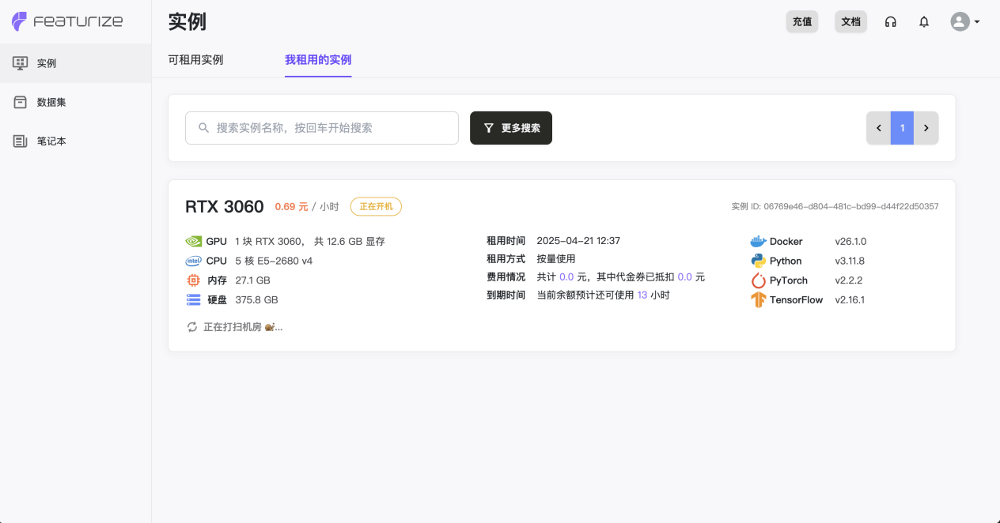 FEATURIZE
实例
充值
文档
实例
数据集
笔记本
可租用实例
我租用的实例
搜索实例名称，按回车开始搜索
更多搜索
1
RTX 3060 0.69 元 / 小时 正在开机
实例 ID: 06769e46-d804-481c-bd99-d44f22d50357
GPU 1 块 RTX 3060， 共 12.6 GB 显存
intel CPU 5 核 E5-2680 v4
内存 27.1 GB
硬盘 375.8 GB
正在打扫机房 🐌...
租用时间 2025-04-21 12:37
租用方式 按量使用
费用情况 共计 0.0 元，其中代金券已抵扣 0.0 元
到期时间 当前余额预计还可使用 13 小时
Docker v26.1.0
Python v3.11.8
PyTorch v2.2.2
TensorFlow v2.16.1